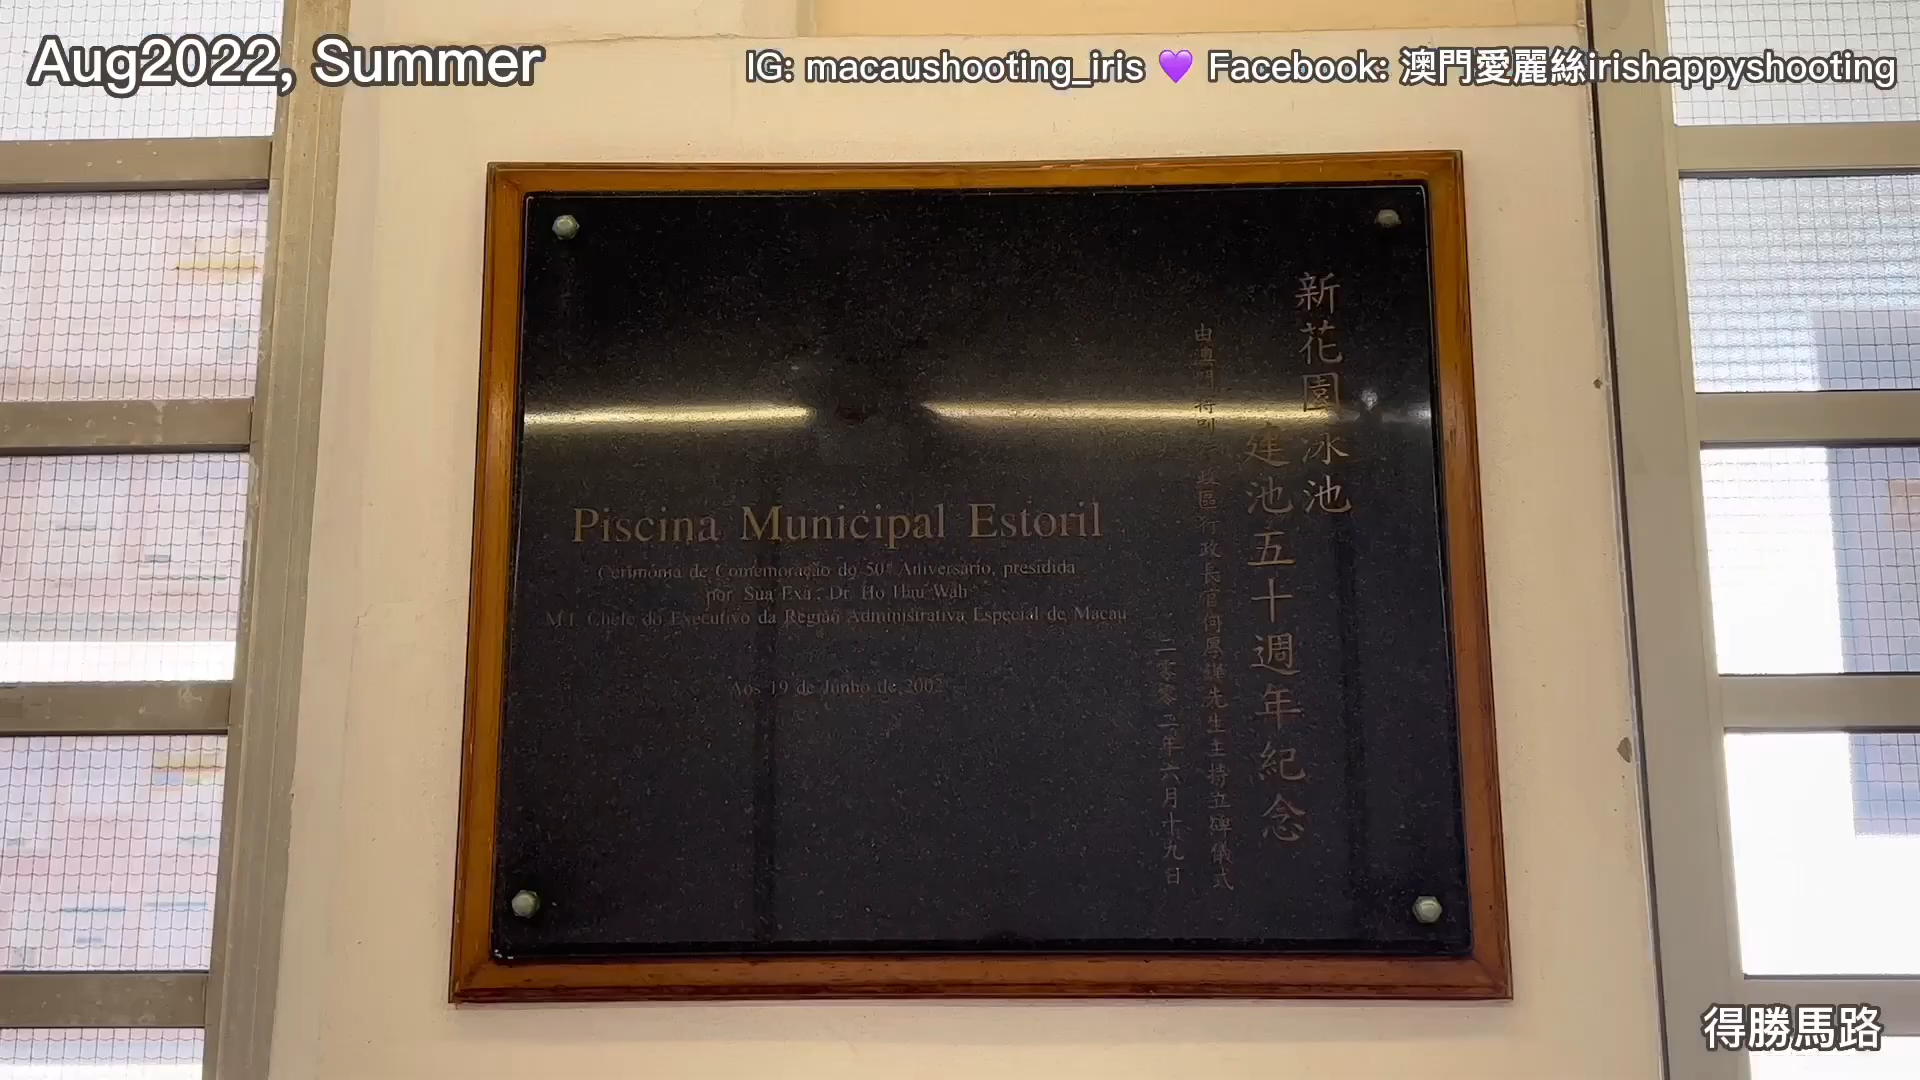 Aug2022, Summer
IG: macaushooting_iris 💜 Facebook: 澳門愛麗絲irishappyshooting
新花園泳池
建池五十週年紀念
由澳門特別行政區行政長官何厚鏵先生主持立碑儀式
二零零二年六月十九日
Piscina Municipal Estoril
Cerimónia de Comemoração do 50º Aniversário, presidida
por Sua Exa. Dr. Ho Hau Wah
M.I. Chefe do Executivo da Região Administrativa Especial de Macau
Aos 19 de Junho de 2002
得勝馬路